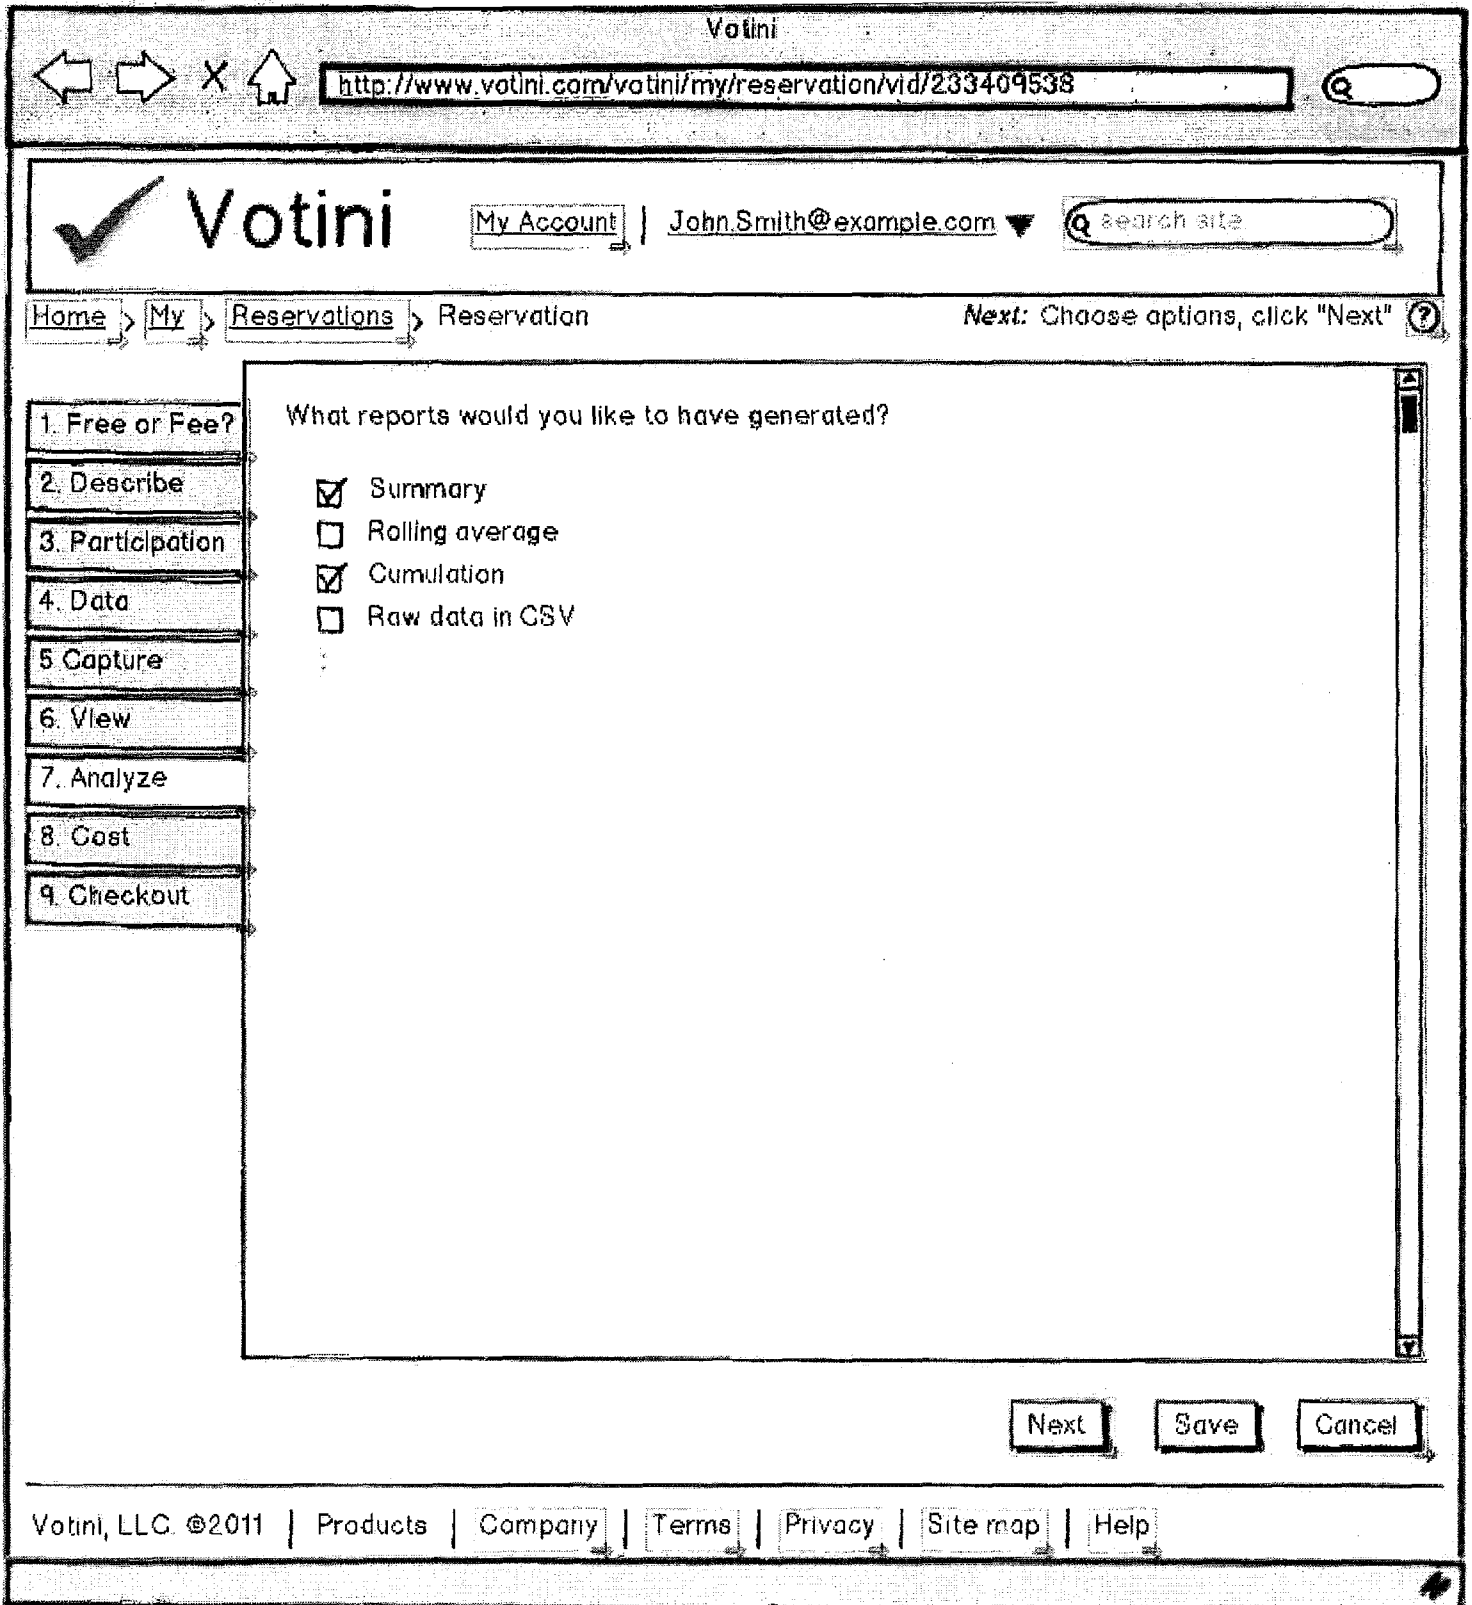 Votini
http://www.votini.com/votini/my/reservation/vid/233409538
Votini
My Account | John.Smith@example.com
search site
Home > My > Reservations > Reservation
Next: Choose options, click "Next" ?
1. Free or Fee?
2. Describe
3. Participation
4. Data
5 Capture
6. View
7. Analyze
8. Cost
9. Checkout
What reports would you like to have generated?
Summary
Rolling average
Cumulation
Raw data in CSV
Next
Save
Cancel
Votini, LLC. ©2011 | Products | Company | Terms | Privacy | Site map | Help